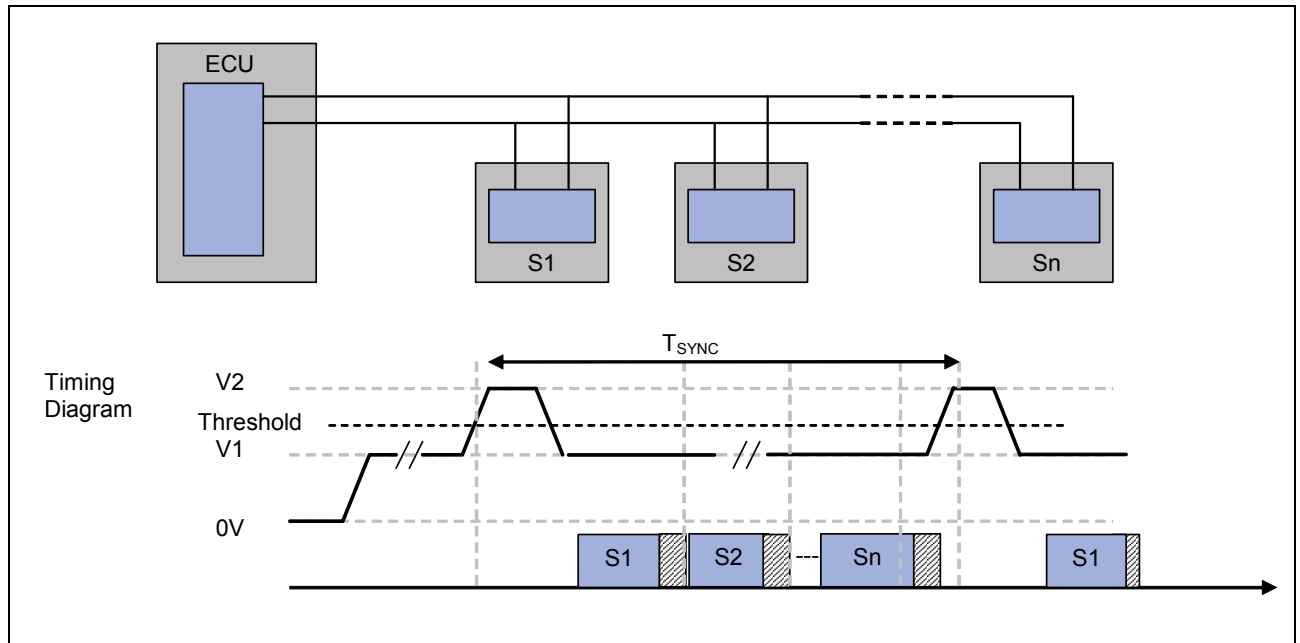 ECU
S1
S2
Sn
TSYNC
Timing
Diagram
V2
Threshold
V1
0V
S1
S2
Sn
S1